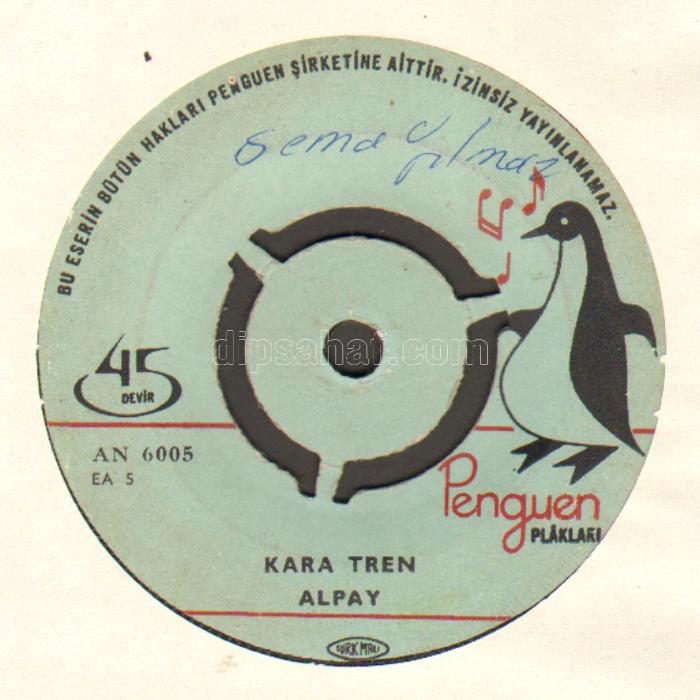 BU ESERİN BÜTÜN HAKLARI PENGUEN ŞİRKETİNE AİTTİR. İZİNSİZ YAYINLANAMAZ.
Sema Yılmaz
dipsahaf.com
45
DEVİR
AN 6005
EA 5
Penguen
PLÂKLARI
KARA TREN
ALPAY
TÜRK MALI